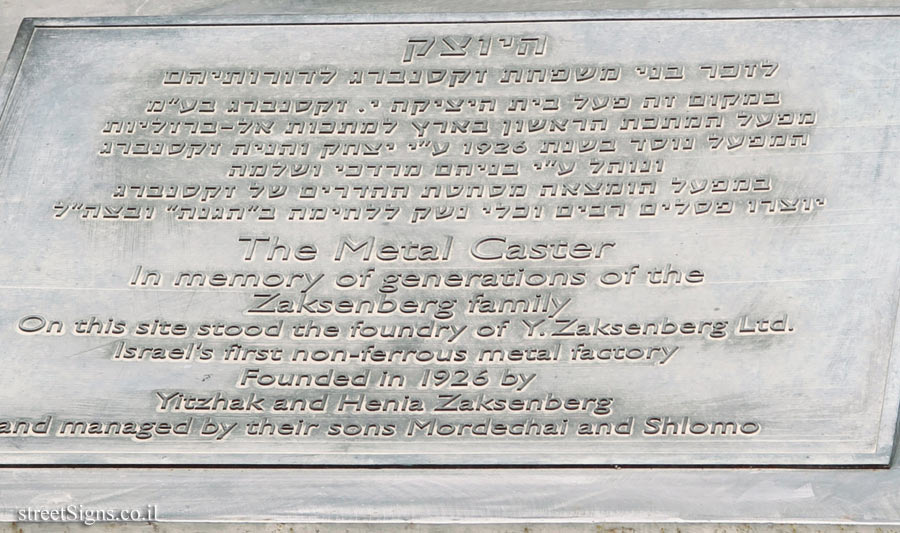 היוצק
לזכר בני משפחת זקסנברג לדורותיהם
במקום זה פעל בית היציקה י. זקסנברג בע"מ
מפעל המתכת הראשון בארץ למתכות אל-ברזליות
המפעל נוסד בשנת 1926 ע"י יצחק והניה זקסנברג
ונוהל ע"י בניהם מרדכי ושלמה
במפעל הומצאה מסחטת ההדרים של זקסנברג
יוצרו פסלים רבים וכלי נשק ללחימה ב"הגנה" ובצה"ל
The Metal Caster
In memory of generations of the
Zaksenberg family
On this site stood the foundry of Y. Zaksenberg Ltd.
Israel's first non-ferrous metal factory
Founded in 1926 by
Yitzhak and Henia Zaksenberg
and managed by their sons Mordechai and Shlomo
streetSigns.co.il